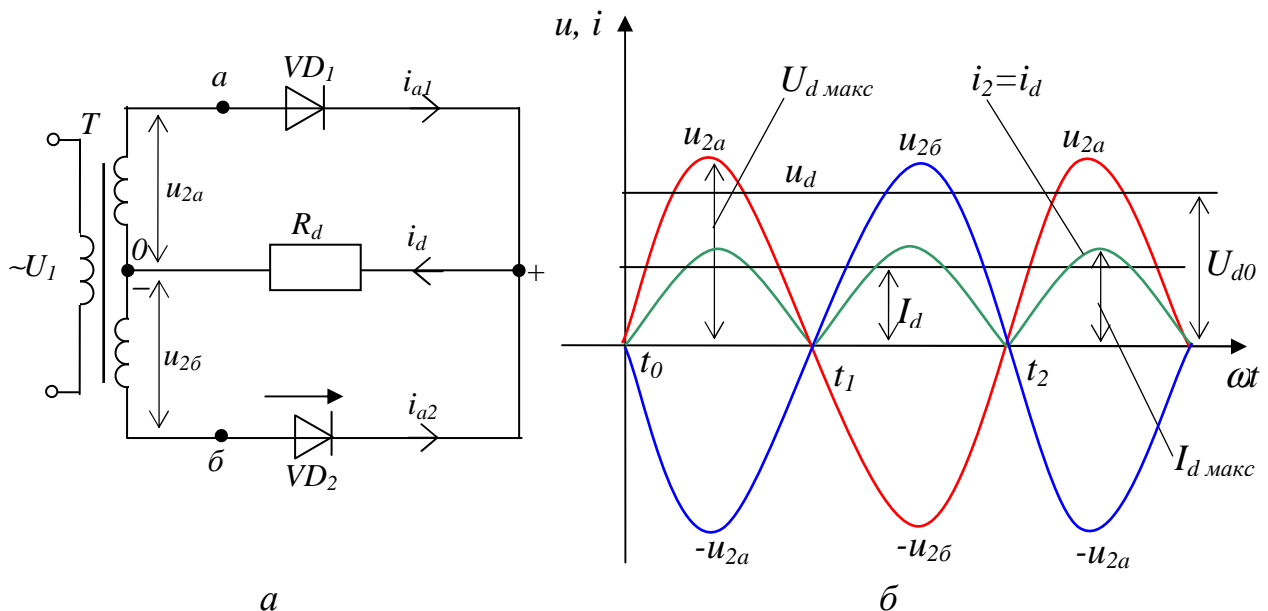 a
VD1
ia1
T
u2a
~U1
0
−
Rd
id
+
u2б
ia2
б
VD2
a
u, i
Ud макс
i2=id
u2a
u2б
u2a
ud
Ud0
Id
t0
t1
t2
ωt
Id макс
-u2a
-u2б
-u2a
б